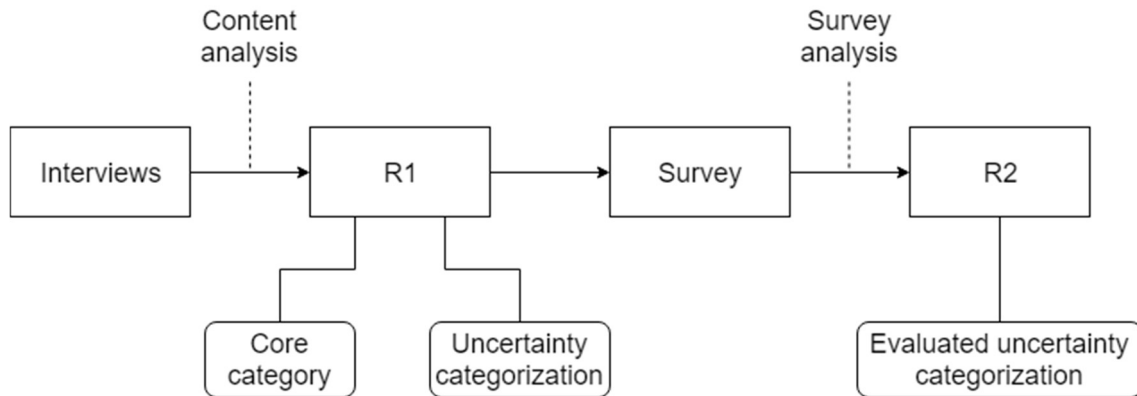 Content
analysis
Survey
analysis
Interviews
R1
Survey
R2
Core
category
Uncertainty
categorization
Evaluated uncertainty
categorization